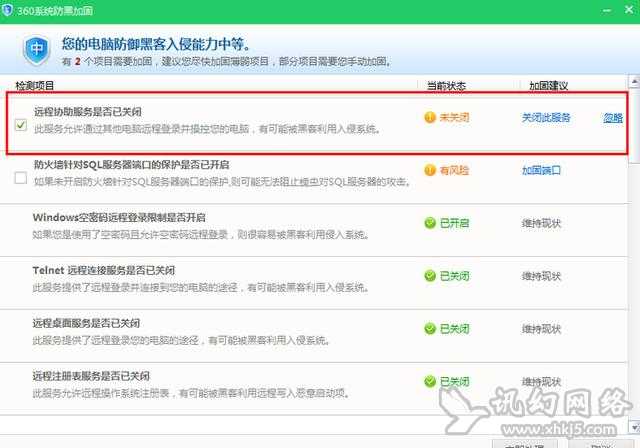 360系统防黑加固
中
您的电脑防御黑客入侵能力中等。
有 2 个项目需要加固，建议您尽快加固薄弱项目，部分项目需要您手动加固。
检测项目 当前状态 加固建议
远程协助服务是否已关闭
此服务允许通过其他电脑远程登录并操控您的电脑，有可能被黑客利用入侵系统。
未关闭 关闭此服务 忽略
防火墙针对SQL服务器端口的保护是否已开启
如果未开启防火墙针对SQL服务器端口的保护,则可能无法阻止蠕虫对SQL服务器的攻击。
有风险 加固端口
Windows空密码远程登录限制是否开启
如果您是使用了空密码且允许空密码远程登录，则很容易被黑客利用侵入系统。
已开启 维持现状
Telnet 远程连接服务是否已关闭
此服务提供了远程登录并连接到您的电脑的途径，有可能被黑客利用入侵系统。
已关闭 维持现状
远程桌面服务是否已关闭
此服务提供了远程登录您的电脑的途径，有可能被黑客利用入侵系统。
已关闭 维持现状
远程注册表服务是否已关闭
此服务允许远程操作系统注册表，有可能被黑客利用远程写入恶意启动项。
已关闭 维持现状
讯幻网络
www.xhkj5.com